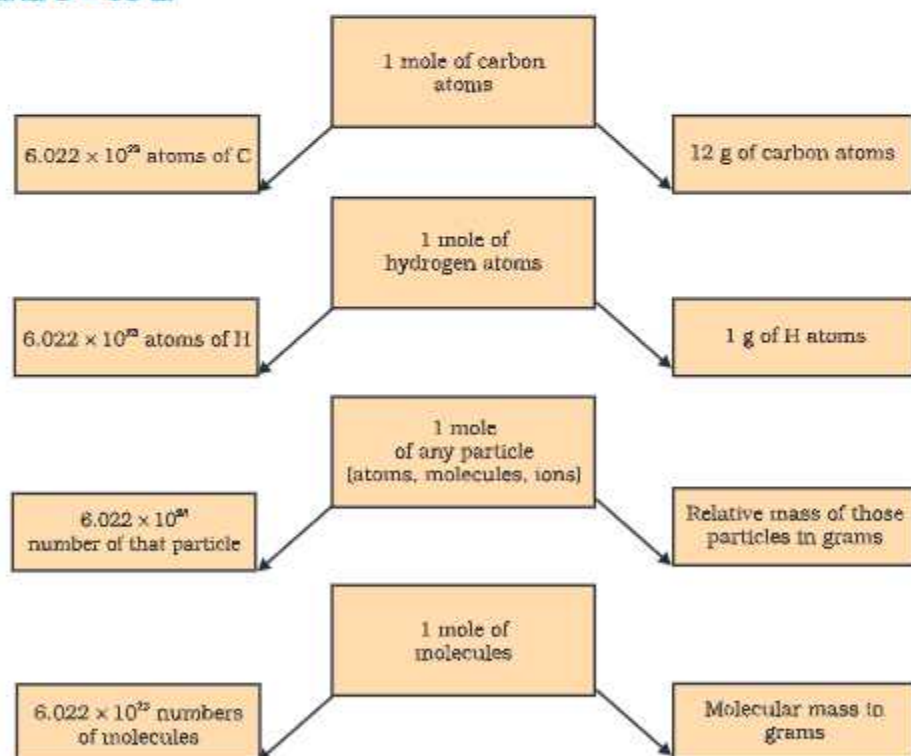 1 mole of carbon
atoms
6.022 × 10²³ atoms of C
12 g of carbon atoms
1 mole of
hydrogen atoms
6.022 × 10²³ atoms of H
1 g of H atoms
1 mole
of any particle
(atoms, molecules, ions)
6.022 × 10²³
number of that particle
Relative mass of those
particles in grams
1 mole of
molecules
6.022 × 10²³ numbers
of molecules
Molecular mass in
grams